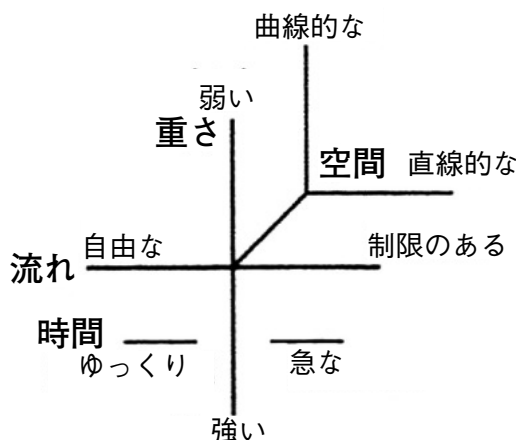 曲線的な
弱い
重さ
空間 直線的な
自由な 制限のある
流れ
時間
ゆっくり 急な
強い